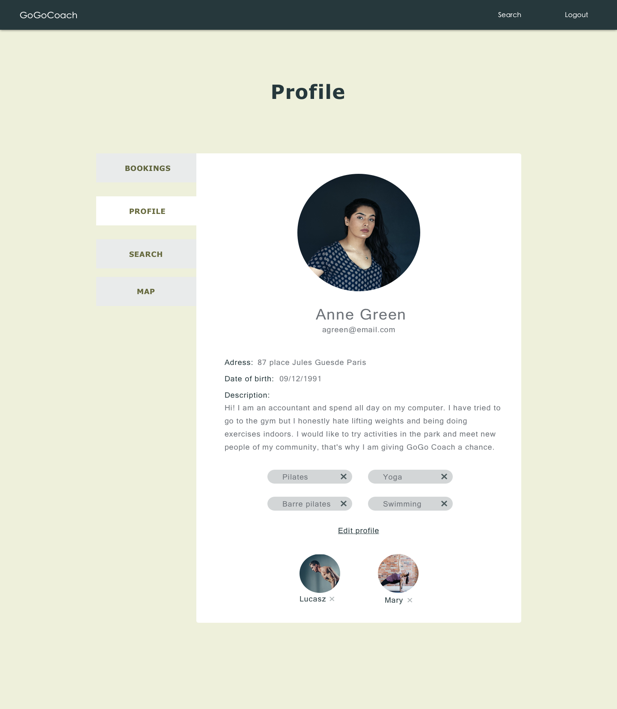 GoGoCoach
Search
Logout
Profile
BOOKINGS
PROFILE
SEARCH
MAP
Anne Green
agreen@email.com
Adress: 87 place Jules Guesde Paris
Date of birth: 09/12/1991
Description:
Hi! I am an accountant and spend all day on my computer. I have tried to
go to the gym but I honestly hate lifting weights and being doing
exercises indoors. I would like to try activities in the park and meet new
people of my community, that's why I am giving GoGo Coach a chance.
Pilates ✕
Yoga ✕
Barre pilates ✕
Swimming ✕
Edit profile
Lucasz ✕
Mary ✕